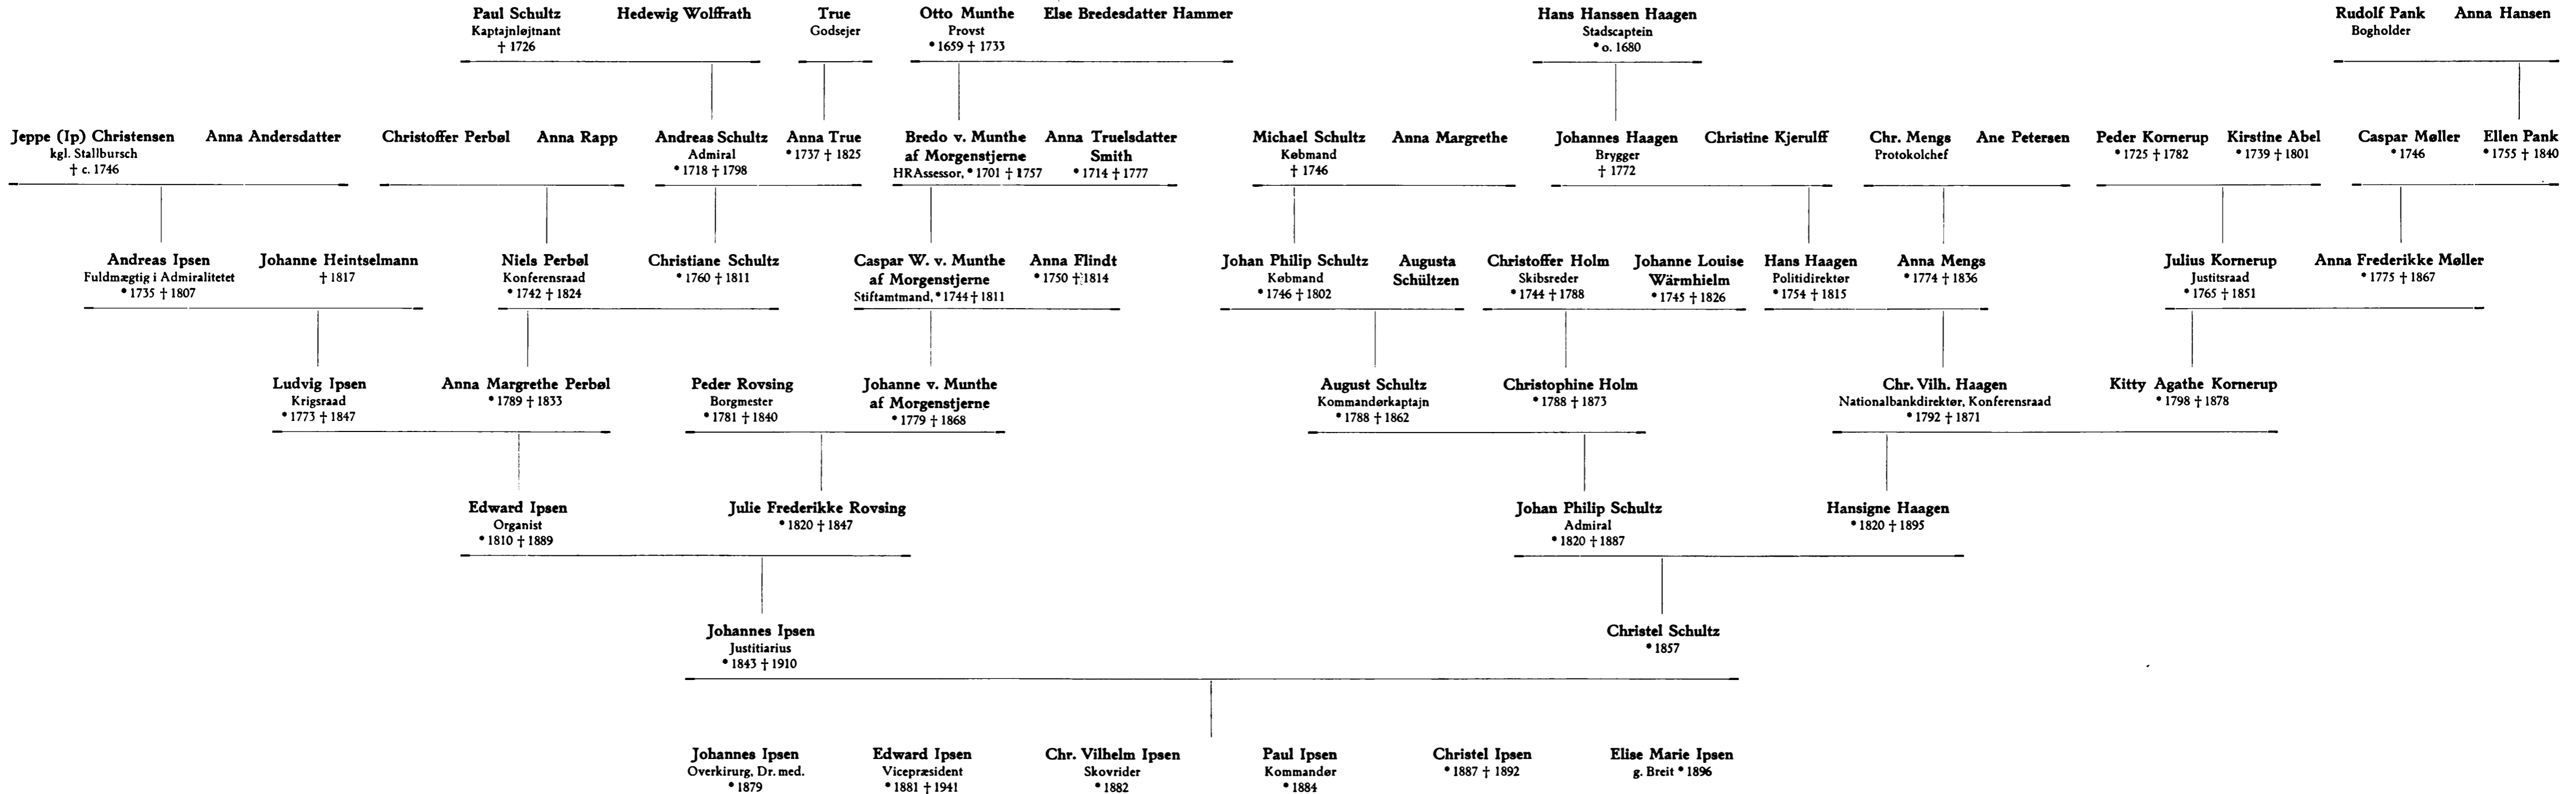 Paul Schultz
Kaptajnløjtnant
† 1726
Hedewig Wolffrath
True
Godsejer
Otto Munthe
Provst
* 1659 † 1733
Else Bredesdatter Hammer
Hans Hanssen Haagen
Stadscaptein
* o. 1680
Rudolf Pank
Bogholder
Anna Hansen
Jeppe (Ip) Christensen
kgl. Stallbursch
† c. 1746
Anna Andersdatter
Christoffer Perbøl
Anna Rapp
Andreas Schultz
Admiral
* 1718 † 1798
Anna True
* 1737 † 1825
Bredo v. Munthe
af Morgenstjerne
HRAssessor, * 1701 † 1757
Anna Truelsdatter
Smith
* 1714 † 1777
Michael Schultz
Købmand
† 1746
Anna Margrethe
Johannes Haagen
Brygger
† 1772
Christine Kjerulff
Chr. Mengs
Protokolchef
Ane Petersen
Peder Kornerup
* 1725 † 1782
Kirstine Abel
* 1739 † 1801
Caspar Møller
* 1746
Ellen Pank
* 1755 † 1840
Andreas Ipsen
Fuldmægtig i Admiralitetet
* 1735 † 1807
Johanne Heintselmann
† 1817
Niels Perbøl
Konferensraad
* 1742 † 1824
Christiane Schultz
* 1760 † 1811
Caspar W. v. Munthe
af Morgenstjerne
Stiftamtmand, * 1744 † 1811
Anna Flindt
* 1750 † 1814
Johan Philip Schultz
Købmand
* 1746 † 1802
Augusta
Schültzen
Christoffer Holm
Skibsreder
* 1744 † 1788
Johanne Louise
Wärmhielm
* 1745 † 1826
Hans Haagen
Politidirektør
* 1754 † 1815
Anna Mengs
* 1774 † 1836
Julius Kornerup
Justitsraad
* 1765 † 1851
Anna Frederikke Møller
* 1775 † 1867
Ludvig Ipsen
Krigsraad
* 1773 † 1847
Anna Margrethe Perbøl
* 1789 † 1833
Peder Rovsing
Borgmester
* 1781 † 1840
Johanne v. Munthe
af Morgenstjerne
* 1779 † 1868
August Schultz
Kommandørkaptajn
* 1788 † 1862
Christophine Holm
* 1788 † 1873
Chr. Vilh. Haagen
Nationalbankdirektør, Konferensraad
* 1792 † 1871
Kitty Agathe Kornerup
* 1798 † 1878
Edward Ipsen
Organist
* 1810 † 1889
Julie Frederikke Rovsing
* 1820 † 1847
Johan Philip Schultz
Admiral
* 1820 † 1887
Hansigne Haagen
* 1820 † 1895
Johannes Ipsen
Justitiarius
* 1843 † 1910
Christel Schultz
* 1857
Johannes Ipsen
Overkirurg, Dr. med.
* 1879
Edward Ipsen
Vicepræsident
* 1881 † 1941
Chr. Vilhelm Ipsen
Skovrider
* 1882
Paul Ipsen
Kommandør
* 1884
Christel Ipsen
* 1887 † 1892
Elise Marie Ipsen
g. Breit * 1896